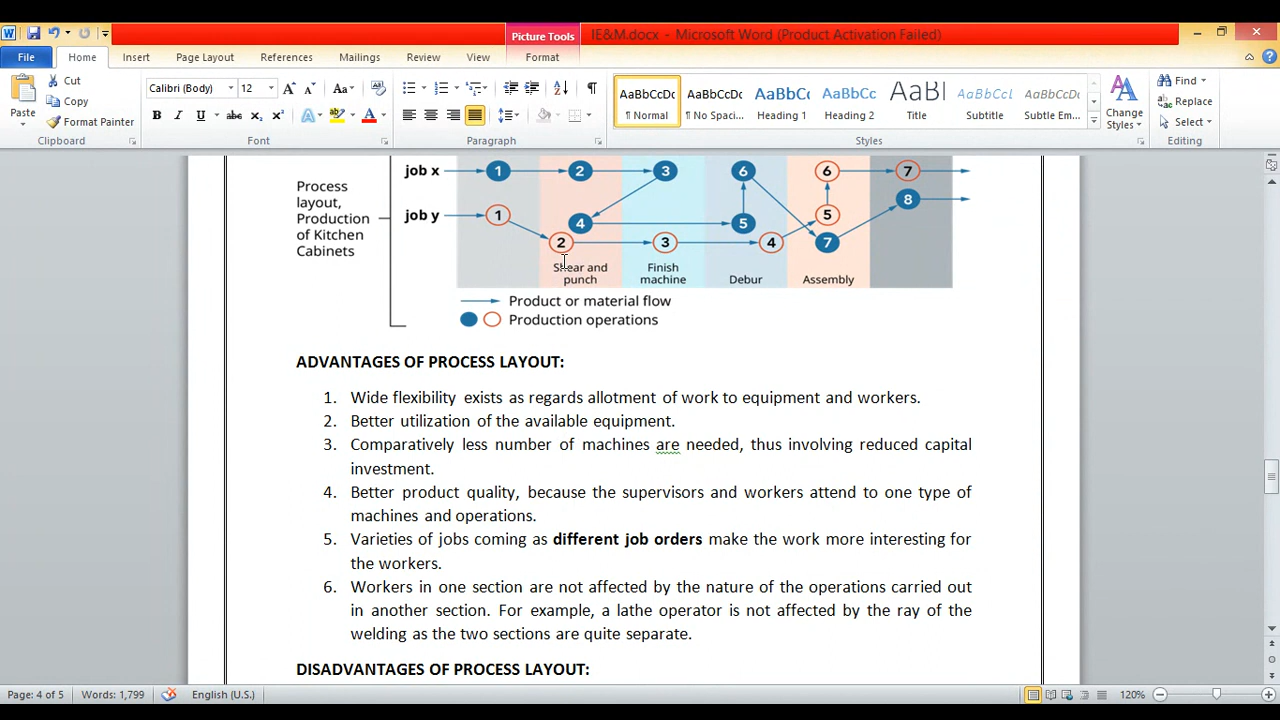 Picture Tools
IE&M.docx - Microsoft Word (Product Activation Failed)
File Home Insert Page Layout References Mailings Review View Format
Cut
Copy
Format Painter
Paste
Calibri (Body) 12
AaBbCcDc AaBbCcDc AaBbCc AaBbCc AaBl AaBbCcL AaBbCcDc
¶ Normal ¶ No Spaci... Heading 1 Heading 2 Title Subtitle Subtle Em...
Change Styles
Find
Replace
Select
Clipboard Font Paragraph Styles Editing
Process layout, Production of Kitchen Cabinets
job x 1 2 3 6 6 7
4 5 8
job y 1 5
2 3 4 7
Shear and punch
Finish machine
Debur
Assembly
Product or material flow
Production operations
ADVANTAGES OF PROCESS LAYOUT:
1. Wide flexibility exists as regards allotment of work to equipment and workers.
2. Better utilization of the available equipment.
3. Comparatively less number of machines are needed, thus involving reduced capital
investment.
4. Better product quality, because the supervisors and workers attend to one type of
machines and operations.
5. Varieties of jobs coming as different job orders make the work more interesting for
the workers.
6. Workers in one section are not affected by the nature of the operations carried out
in another section. For example, a lathe operator is not affected by the ray of the
welding as the two sections are quite separate.
DISADVANTAGES OF PROCESS LAYOUT:
Page: 4 of 5 Words: 1,799 English (U.S.) 120%